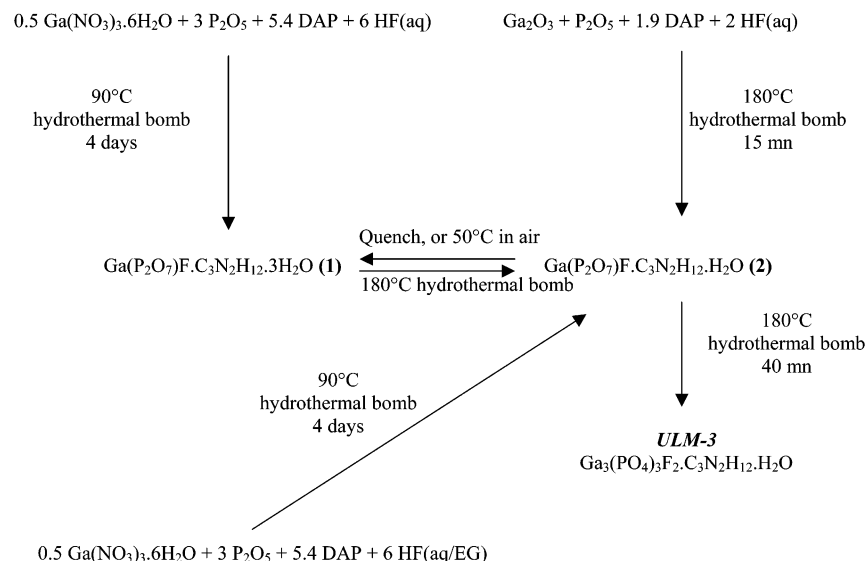 0.5 Ga(NO₃)₃.6H₂O + 3 P₂O₅ + 5.4 DAP + 6 HF(aq)
Ga₂O₃ + P₂O₅ + 1.9 DAP + 2 HF(aq)
90°C
hydrothermal bomb
4 days
180°C
hydrothermal bomb
15 mn
Quench, or 50°C in air
Ga(P₂O₇)F.C₃N₂H₁₂.3H₂O (1)
Ga(P₂O₇)F.C₃N₂H₁₂.H₂O (2)
180°C hydrothermal bomb
180°C
hydrothermal bomb
40 mn
90°C
hydrothermal bomb
4 days
ULM-3
Ga₃(PO₄)₃F₂.C₃N₂H₁₂.H₂O
0.5 Ga(NO₃)₃.6H₂O + 3 P₂O₅ + 5.4 DAP + 6 HF(aq/EG)